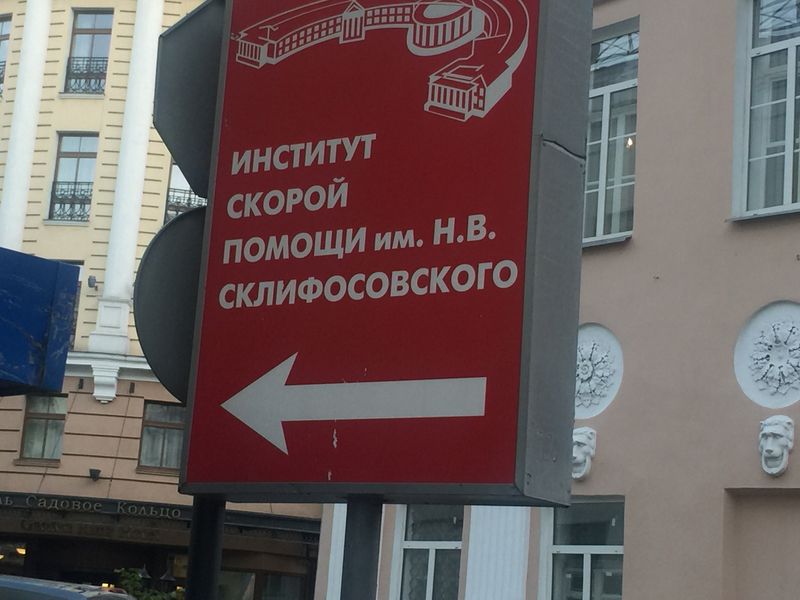 ИНСТИТУТ
СКОРОЙ
ПОМОЩИ им. Н.В.
СКЛИФОСОВСКОГО
Садовое Кольцо